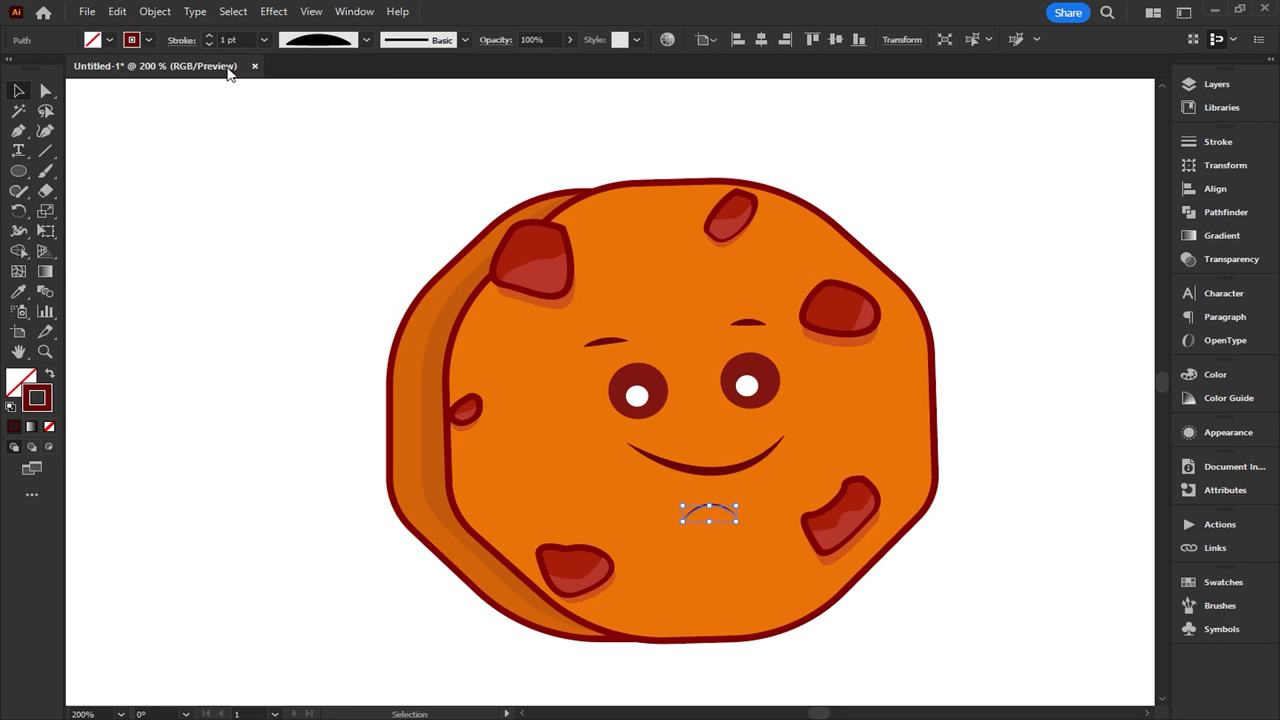 Ai File Edit Object Type Select Effect View Window Help Share
Path Stroke: 1 pt Basic Opacity: 100% Style: Transform
Untitled-1* @ 200 % (RGB/Preview)
Layers
Libraries
Stroke
Transform
Align
Pathfinder
Gradient
Transparency
Character
Paragraph
OpenType
Color
Color Guide
Appearance
Document In...
Attributes
Actions
Links
Swatches
Brushes
Symbols
200% 0° 1 Selection